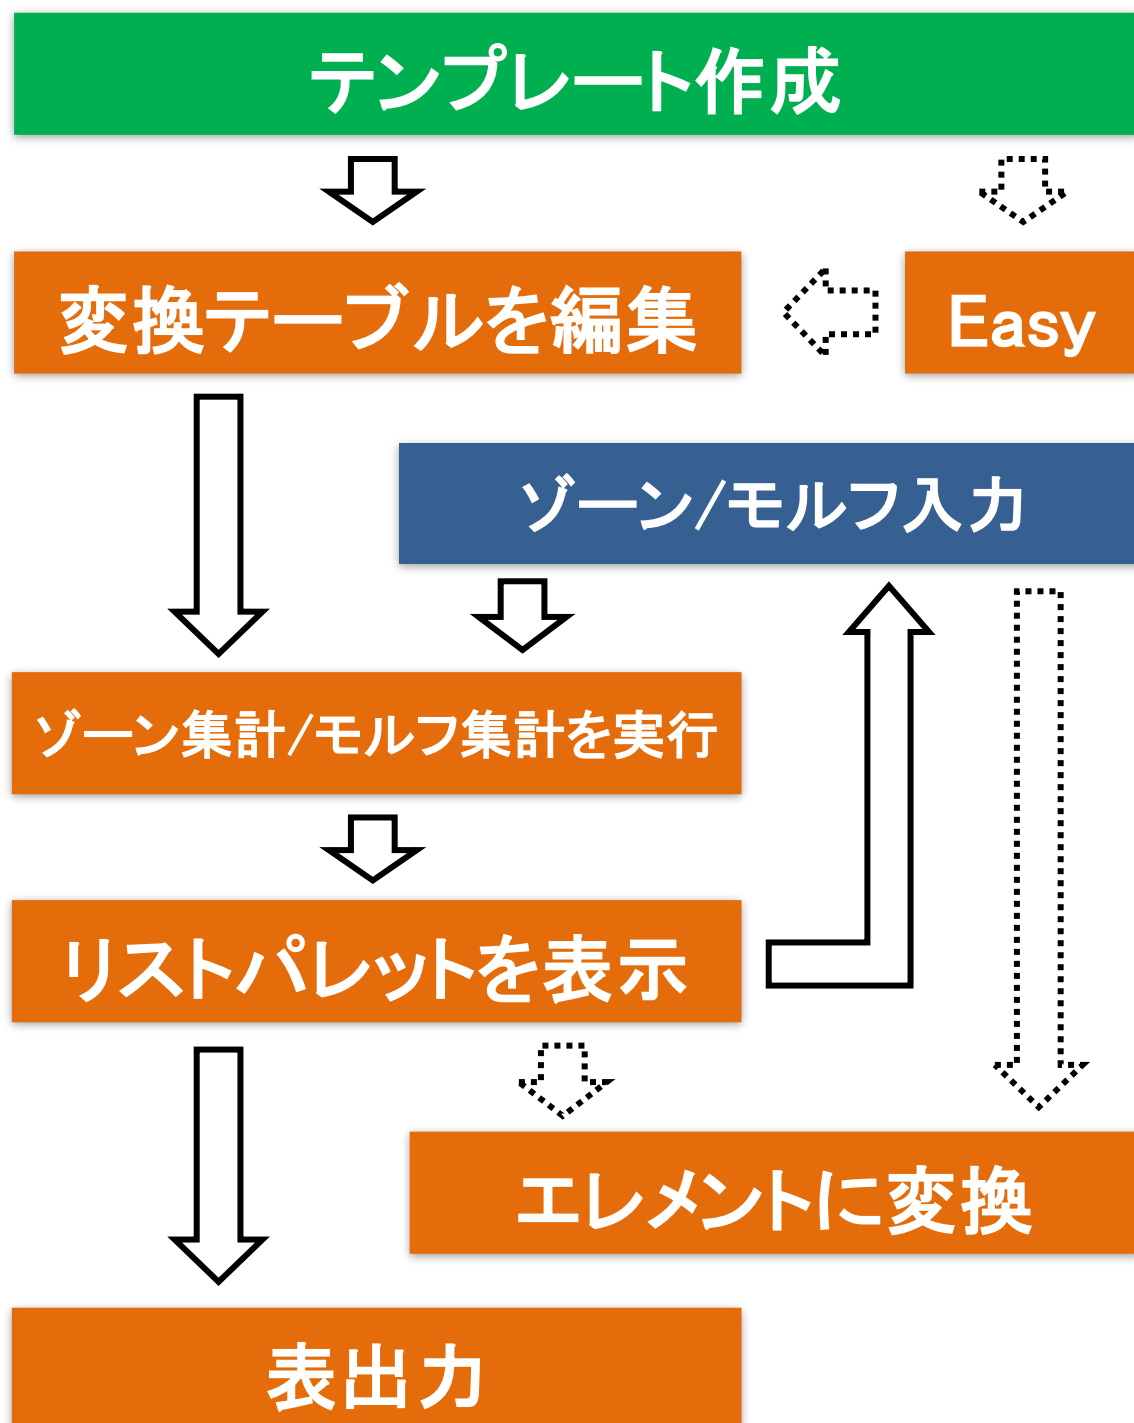 テンプレート作成
変換テーブルを編集
Easy
ゾーン/モルフ入力
ゾーン集計/モルフ集計を実行
リストパレットを表示
エレメントに変換
表出力